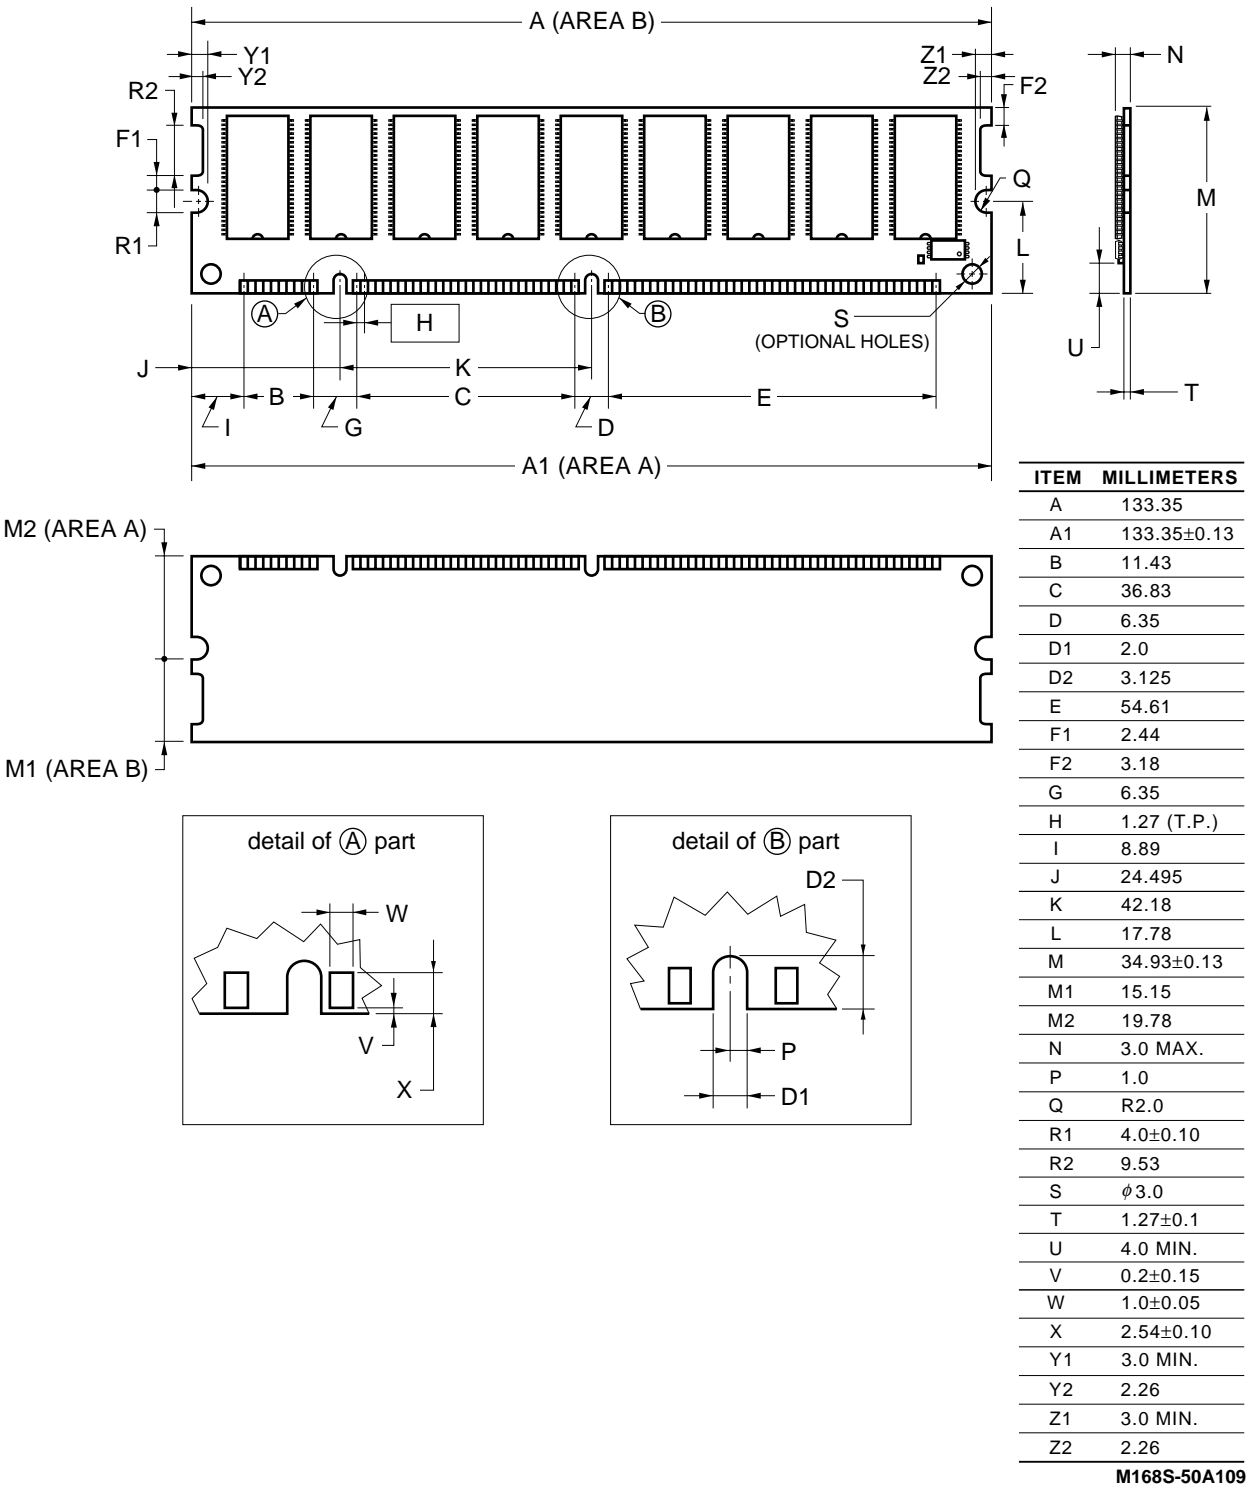 A (AREA B)
Y1
Y2
Z1
Z2
N
R2
F2
F1
Q
M
R1
L
A
B
H
S
(OPTIONAL HOLES)
U
J
K
T
B
C
E
I
G
D
A1 (AREA A)
M2 (AREA A)
M1 (AREA B)
detail of A part
W
V
X
detail of B part
D2
P
D1
ITEM MILLIMETERS
A 133.35
A1 133.35±0.13
B 11.43
C 36.83
D 6.35
D1 2.0
D2 3.125
E 54.61
F1 2.44
F2 3.18
G 6.35
H 1.27 (T.P.)
I 8.89
J 24.495
K 42.18
L 17.78
M 34.93±0.13
M1 15.15
M2 19.78
N 3.0 MAX.
P 1.0
Q R2.0
R1 4.0±0.10
R2 9.53
S ϕ3.0
T 1.27±0.1
U 4.0 MIN.
V 0.2±0.15
W 1.0±0.05
X 2.54±0.10
Y1 3.0 MIN.
Y2 2.26
Z1 3.0 MIN.
Z2 2.26
M168S-50A109